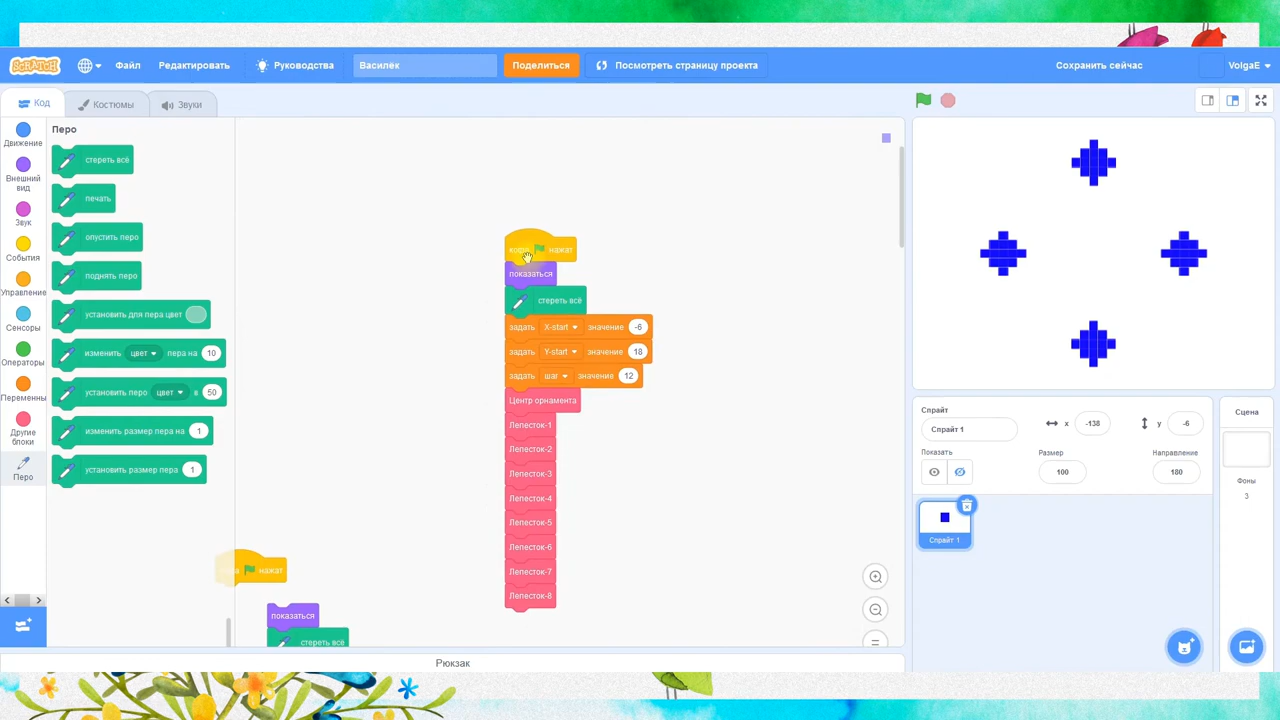 SCRATCH
Файл
Редактировать
Руководства
Василёк
Поделиться
Посмотреть страницу проекта
Сохранить сейчас
VolgaE
Код
Костюмы
Звуки
Движение
Внешний
вид
Звук
События
Управление
Сенсоры
Операторы
Переменны
Другие
блоки
Перо
Перо
стереть всё
печать
опустить перо
поднять перо
установить для пера цвет
изменить цвет пера на 10
установить перо цвет в 50
изменить размер пера на 1
установить размер пера 1
когда нажат
показаться
стереть всё
задать X-start значение -6
задать Y-start значение 18
задать шаг значение 12
Центр орнамента
Лепесток-1
Лепесток-2
Лепесток-3
Лепесток-4
Лепесток-5
Лепесток-6
Лепесток-7
Лепесток-8
нажат
показаться
стереть всё
Рюкзак
Спрайт
Спрайт 1
x -138
y -6
Показать
Размер
100
Направление
180
Спрайт 1
Сцена
Фоны
3